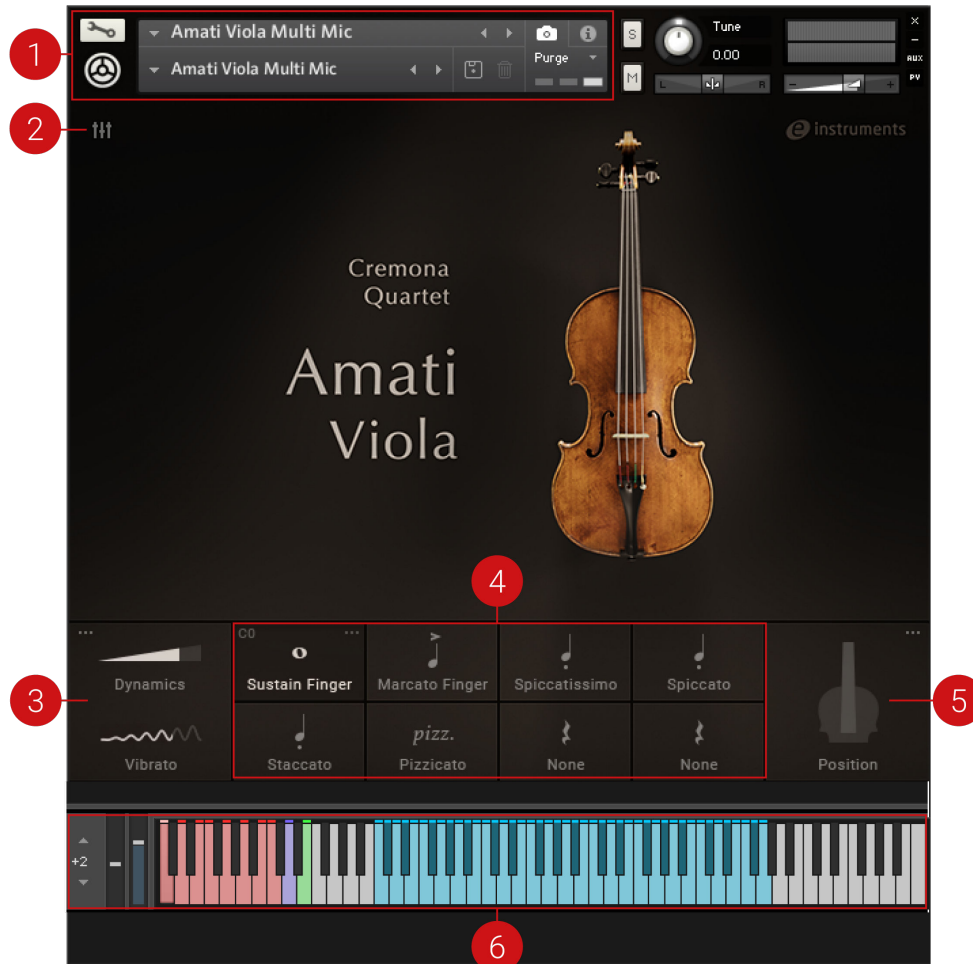 1
Amati Viola Multi Mic
S
Tune
0.00
×
–
AUX
PV
Amati Viola Multi Mic
Purge
M
L
R
–
+
2
e instruments
Cremona
Quartet
Amati
Viola
4
C0
3
Dynamics
Sustain Finger
Marcato Finger
Spiccatissimo
Spiccato
5
pizz.
Vibrato
Staccato
Pizzicato
None
None
Position
+2
6